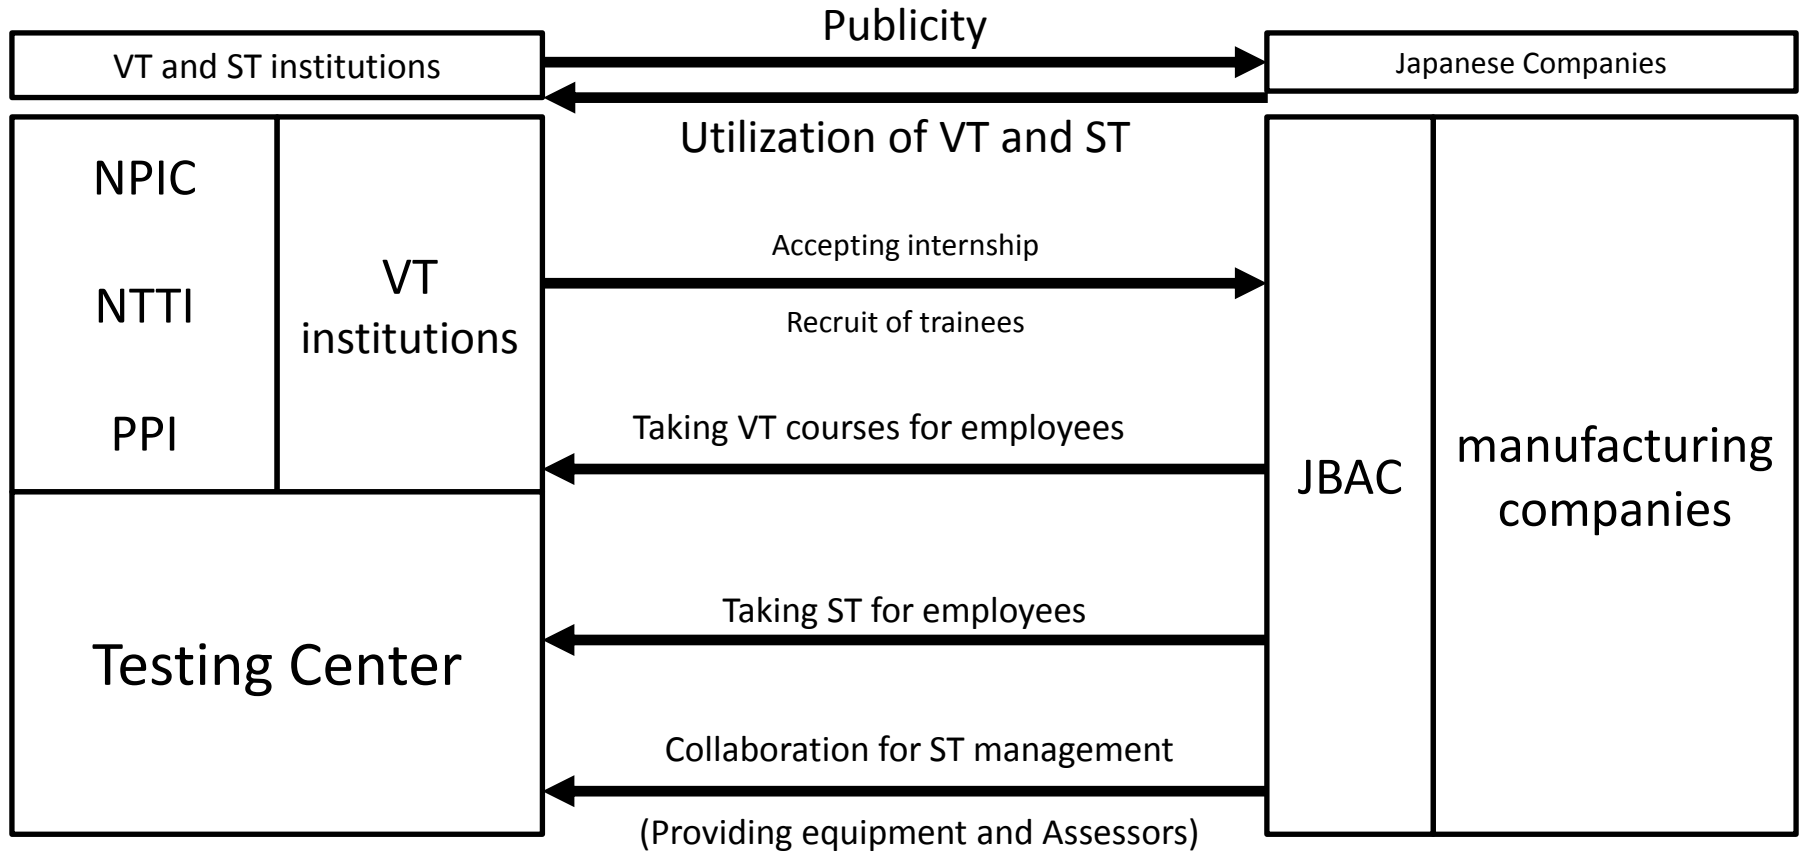 Publicity
VT and ST institutions
Japanese Companies
Utilization of VT and ST
NPIC
NTTI
PPI
VT
institutions
Accepting internship
Recruit of trainees
Taking VT courses for employees
JBAC
manufacturing
companies
Testing Center
Taking ST for employees
Collaboration for ST management
(Providing equipment and Assessors)